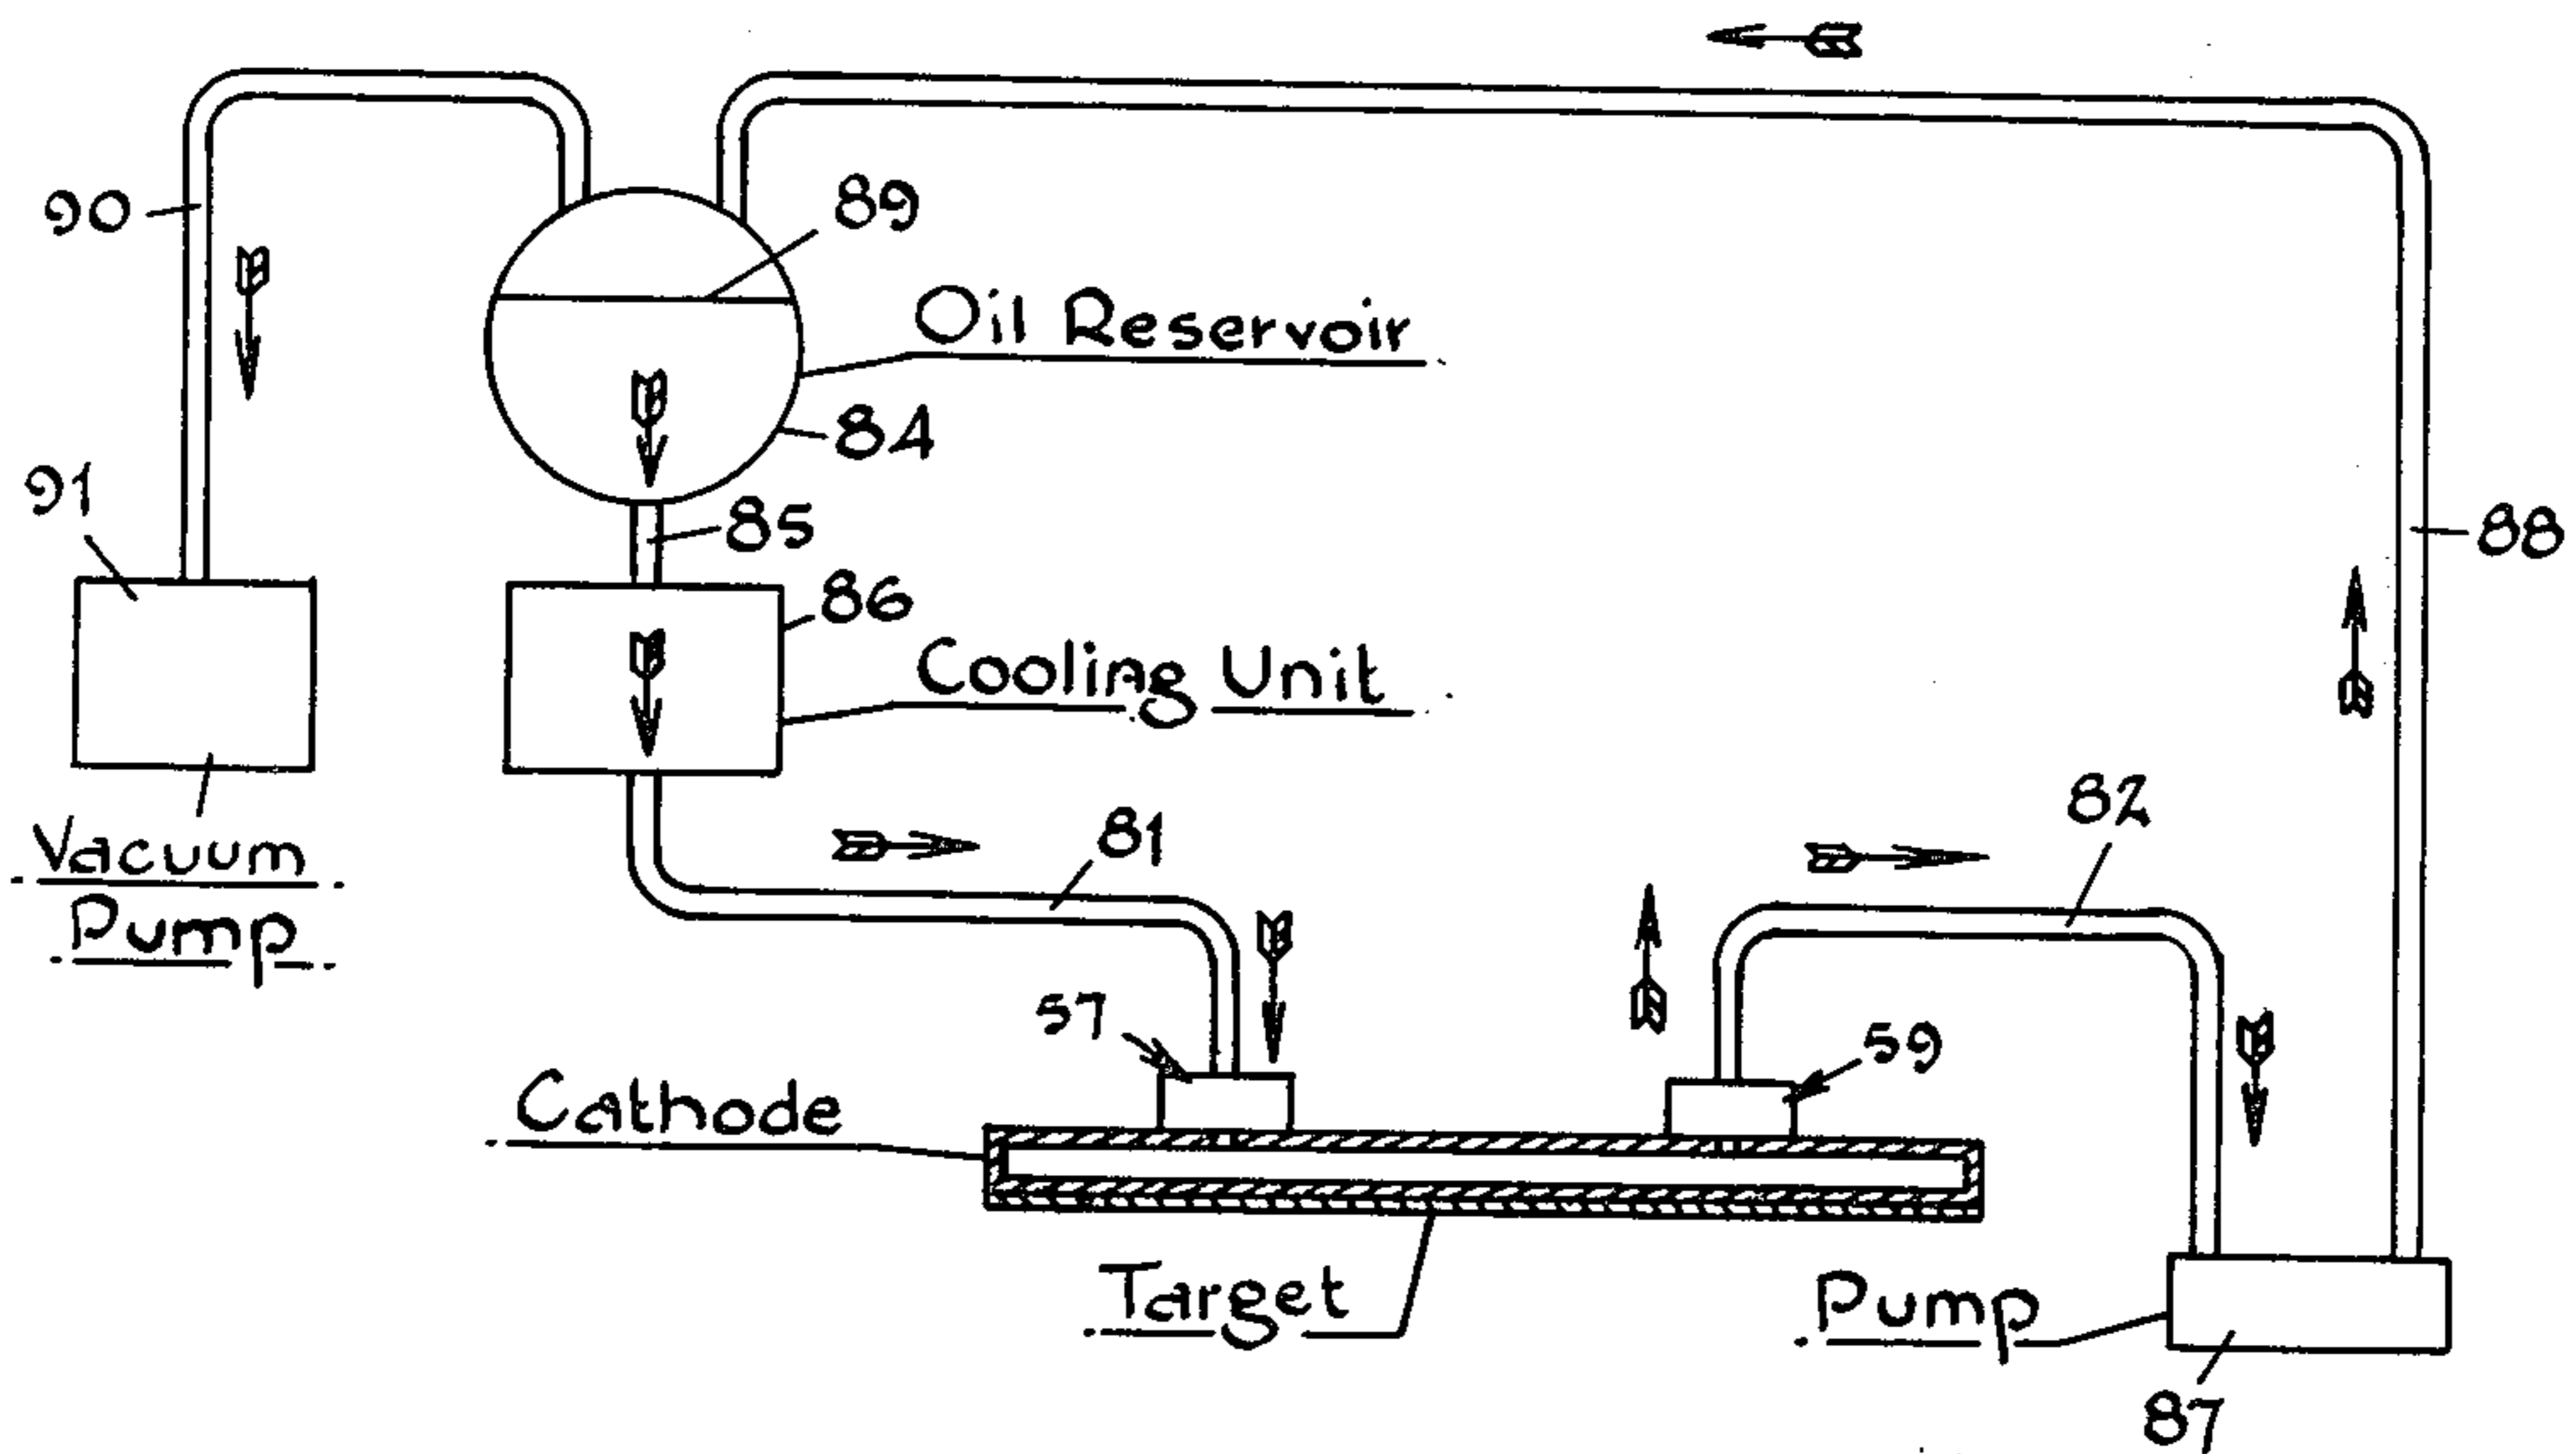 90
89
Oil Reservoir
84
91
85
88
86
Cooling Unit
82
81
Vacuum
Pump
57
59
Cathode
Target
Pump
87